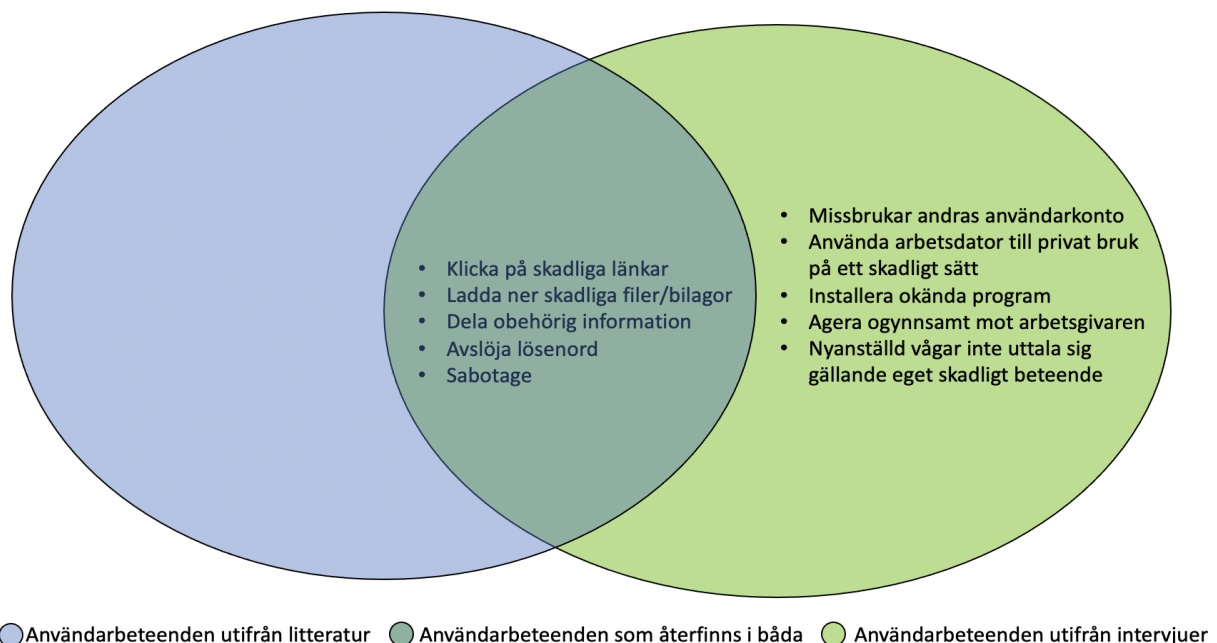 • Klicka på skadliga länkar
• Ladda ner skadliga filer/bilagor
• Dela obehörig information
• Avslöja lösenord
• Sabotage
• Missbrukar andras användarkonto
• Använda arbetsdator till privat bruk
på ett skadligt sätt
• Installera okända program
• Agera ogynnsamt mot arbetsgivaren
• Nyanställd vågar inte uttala sig
gällande eget skadligt beteende
Användarbeteenden utifrån litteratur
Användarbeteenden som återfinns i båda
Användarbeteenden utifrån intervjuer